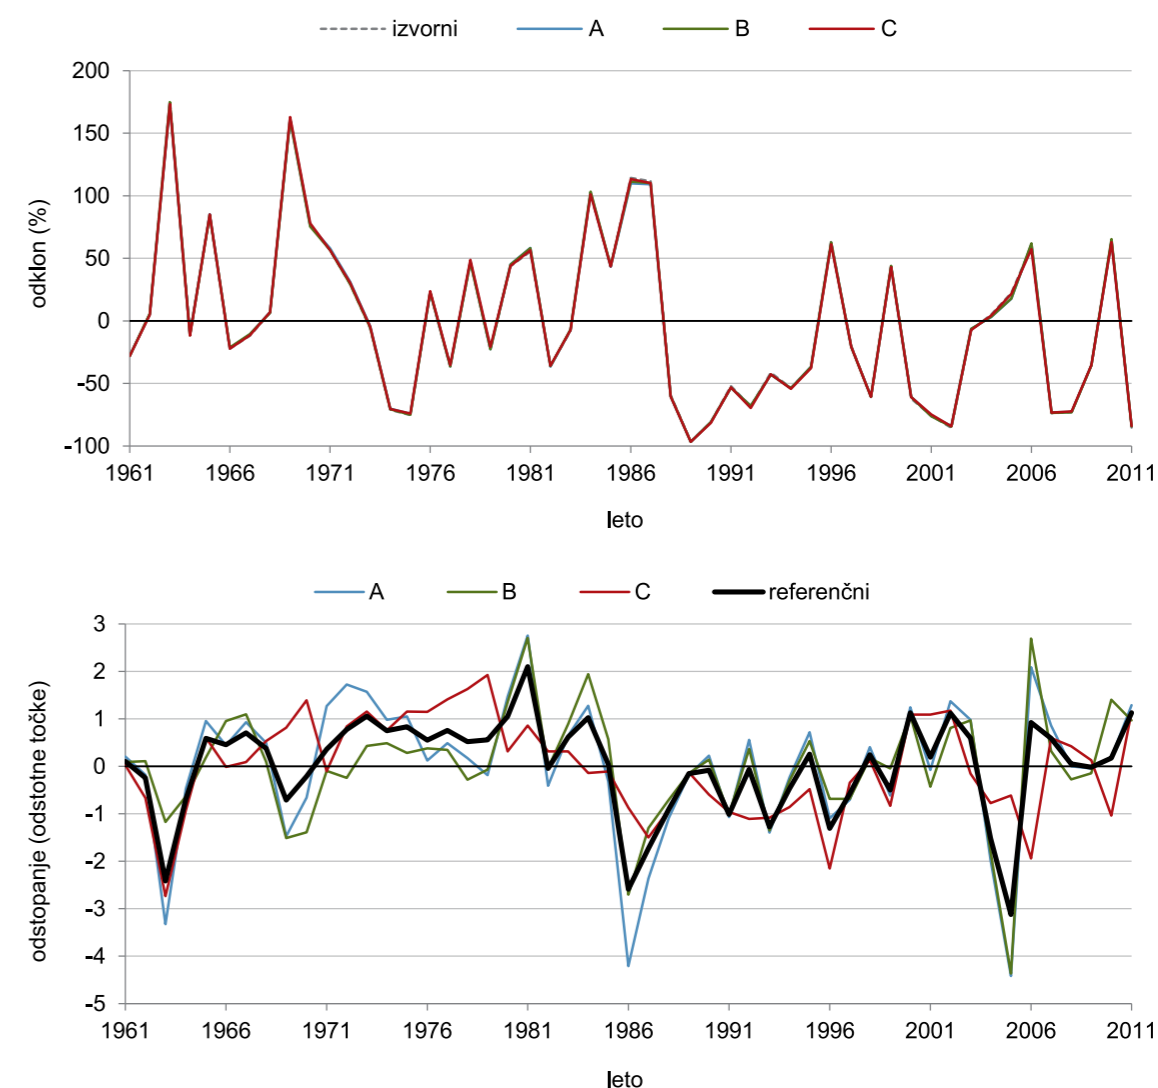 izvorni A B C
200
150
100
50
0
-50
-100
odklon (%)
1961 1966 1971 1976 1981 1986 1991 1996 2001 2006 2011
leto
A B C referenčni
3
2
1
0
-1
-2
-3
-4
-5
odstopanje (odstotne točke)
1961 1966 1971 1976 1981 1986 1991 1996 2001 2006 2011
leto